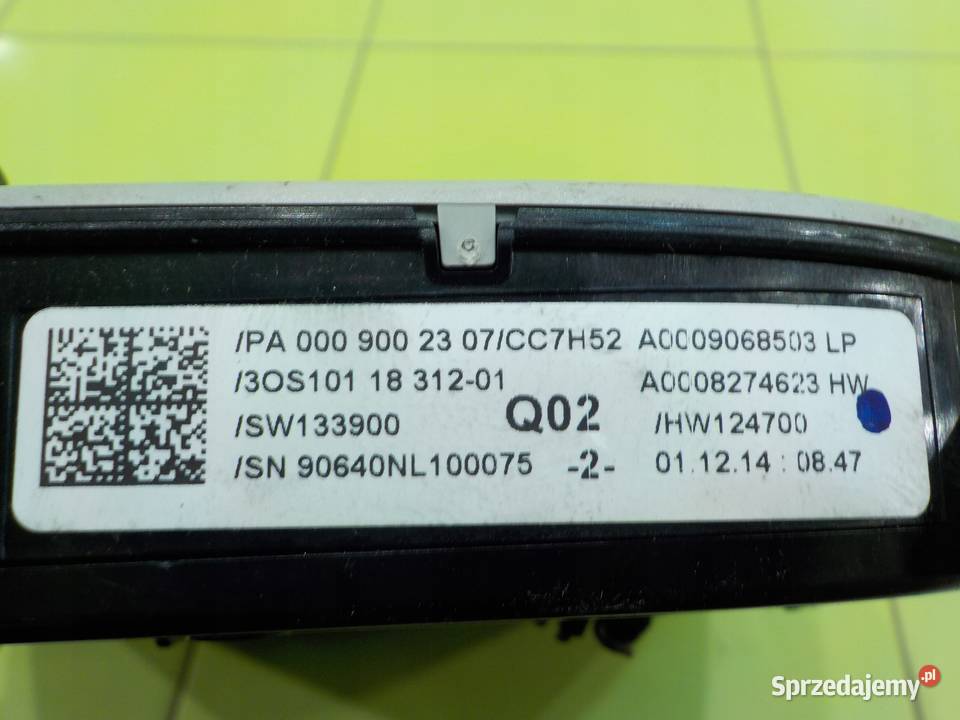 /PA 000 900 23 07/CC7H52 A0009068503 LP
/3OS101 18 312-01 A0008274623 HW
/SW133900 Q02 /HW124700
/SN 90640NL100075 -2- 01.12.14 : 08.47
Sprzedajemy.pl